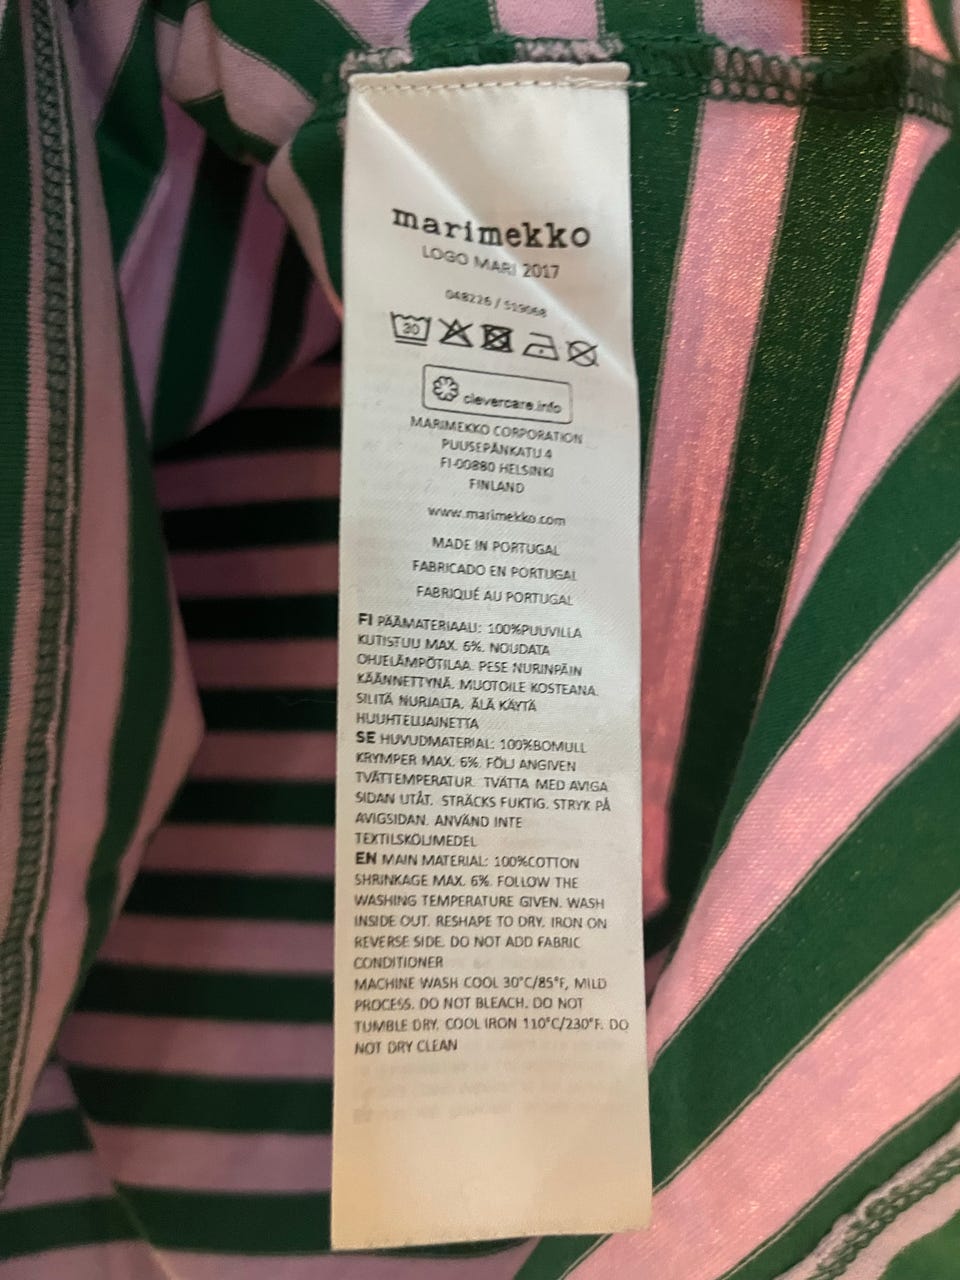 marimekko
LOGO MARI 2017
048226 / 519068
30
clevercare.info
MARIMEKKO CORPORATION
PUUSEPÄNKATU 4
FI-00880 HELSINKI
FINLAND
www.marimekko.com
MADE IN PORTUGAL
FABRICADO EN PORTUGAL
FABRIQUÉ AU PORTUGAL
FI PÄÄMATERIAALI: 100%PUUVILLA
KUTISTUU MAX. 6%. NOUDATA
OHJELÄMPÖTILAA. PESE NURINPÄIN
KÄÄNNETTYNÄ. MUOTOILE KOSTEANA.
SILITÄ NURJALTA. ÄLÄ KÄYTÄ
HUUHTELUAINETTA
SE HUVUDMATERIAL: 100%BOMULL
KRYMPER MAX. 6%. FÖLJ ANGIVEN
TVÄTTEMPERATUR. TVÄTTA MED AVIGA
SIDAN UTÅT. STRÄCKS FUKTIG. STRYK PÅ
AVIGSIDAN. ANVÄND INTE
TEXTILSKÖLJMEDEL
EN MAIN MATERIAL: 100%COTTON
SHRINKAGE MAX. 6%. FOLLOW THE
WASHING TEMPERATURE GIVEN. WASH
INSIDE OUT. RESHAPE TO DRY. IRON ON
REVERSE SIDE. DO NOT ADD FABRIC
CONDITIONER
MACHINE WASH COOL 30°C/85°F, MILD
PROCESS. DO NOT BLEACH. DO NOT
TUMBLE DRY. COOL IRON 110°C/230°F. DO
NOT DRY CLEAN